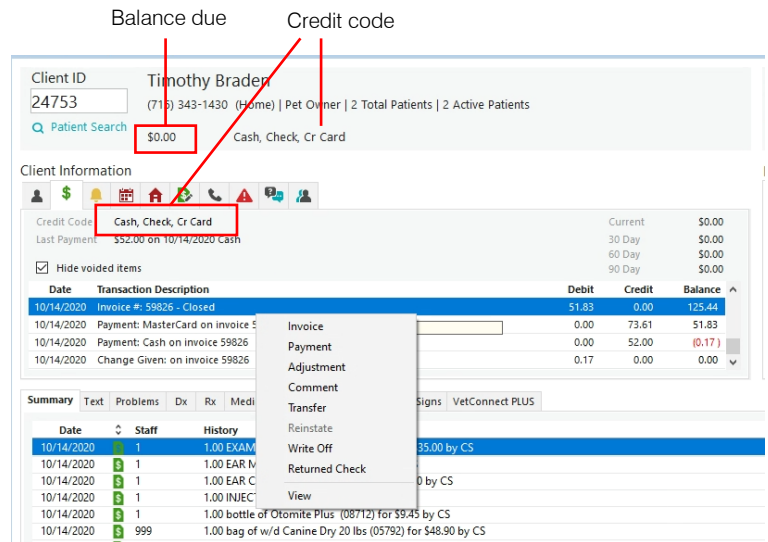 Balance due
Credit code
Client ID
Timothy Braden
24753
(715) 343-1430 (Home) | Pet Owner | 2 Total Patients | 2 Active Patients
Patient Search
$0.00
Cash, Check, Cr Card
Client Information
Credit Code
Cash, Check, Cr Card
Current $0.00
Last Payment
$52.00 on 10/14/2020 Cash
30 Day $0.00
60 Day $0.00
Hide voided items
90 Day $0.00
Date Transaction Description Debit Credit Balance
10/14/2020 Invoice #: 59826 - Closed 51.83 0.00 125.44
10/14/2020 Payment: MasterCard on invoice 5 0.00 73.61 51.83
10/14/2020 Payment: Cash on invoice 59826 0.00 52.00 (0.17)
10/14/2020 Change Given: on invoice 59826 0.17 0.00 0.00
Invoice
Payment
Adjustment
Comment
Transfer
Reinstate
Write Off
Returned Check
View
Summary Text Problems Dx Rx Medi Signs VetConnect PLUS
Date Staff History
10/14/2020 $ 1 1.00 EXAM 35.00 by CS
10/14/2020 $ 1 1.00 EAR M
10/14/2020 $ 1 1.00 EAR C 0 by CS
10/14/2020 $ 1 1.00 INJEC
10/14/2020 $ 1 1.00 bottle of Otomite Plus (08712) for $9.45 by CS
10/14/2020 $ 999 1.00 bag of w/d Canine Dry 20 lbs (05792) for $48.90 by CS